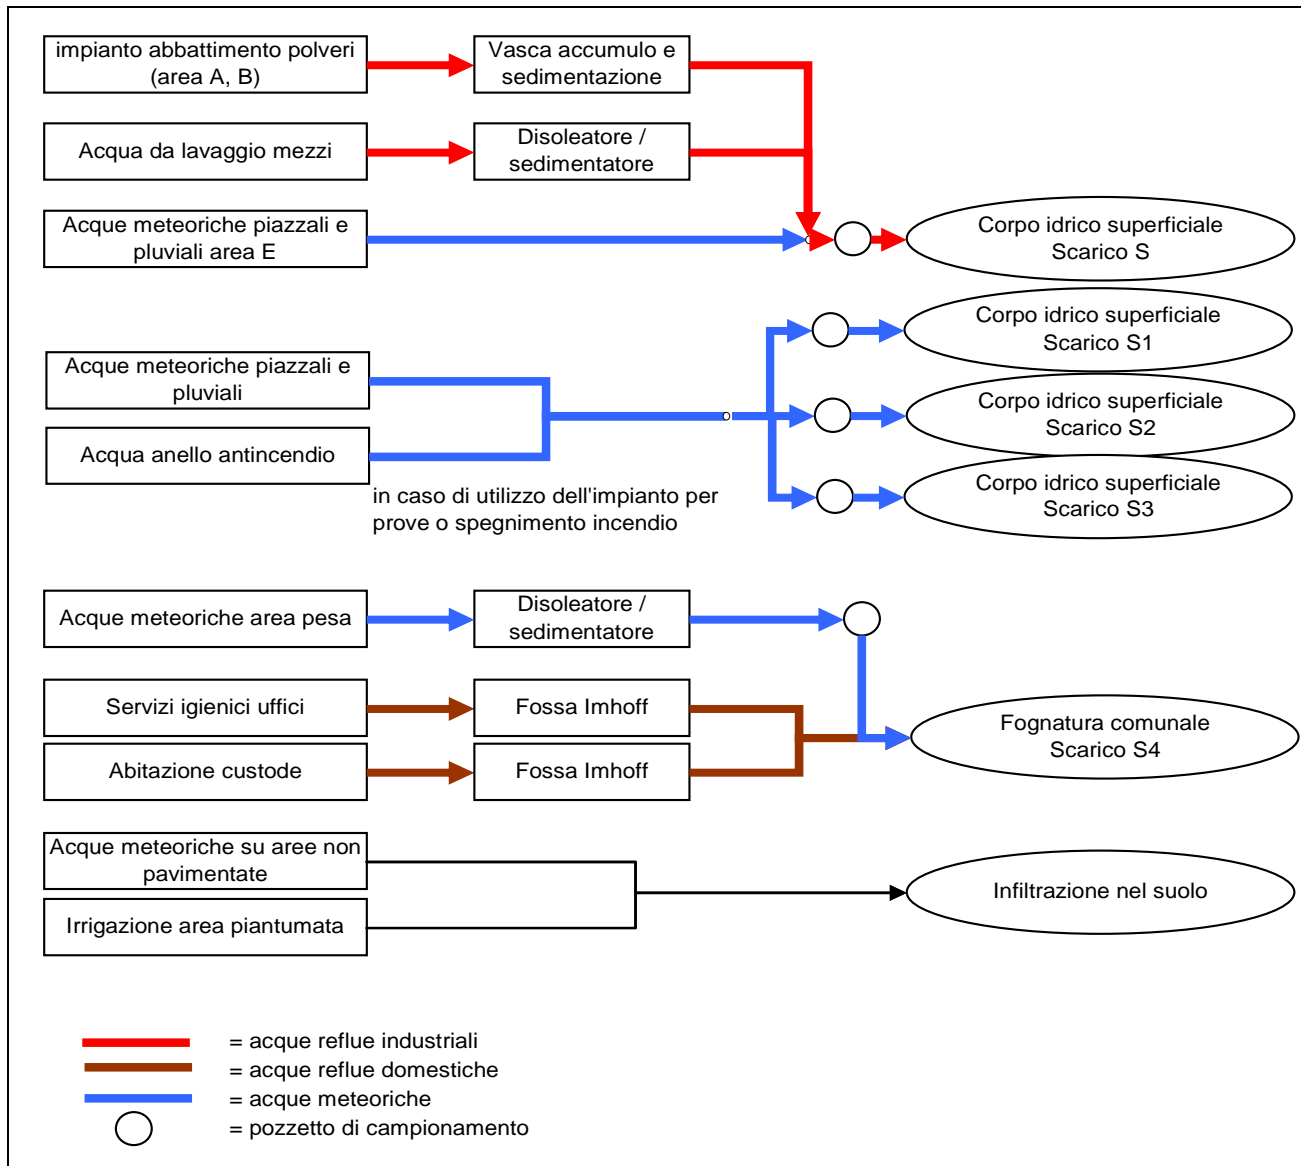 impianto abbattimento polveri
(area A, B)
Vasca accumulo e
sedimentazione
Acqua da lavaggio mezzi
Disoleatore /
sedimentatore
Acque meteoriche piazzali e
pluviali area E
Corpo idrico superficiale
Scarico S
Corpo idrico superficiale
Scarico S1
Acque meteoriche piazzali e
pluviali
Corpo idrico superficiale
Scarico S2
Acqua anello antincendio
in caso di utilizzo dell'impianto per
prove o spegnimento incendio
Corpo idrico superficiale
Scarico S3
Acque meteoriche area pesa
Disoleatore /
sedimentatore
Servizi igienici uffici
Fossa Imhoff
Fognatura comunale
Scarico S4
Abitazione custode
Fossa Imhoff
Acque meteoriche su aree non
pavimentate
Infiltrazione nel suolo
Irrigazione area piantumata
= acque reflue industriali
= acque reflue domestiche
= acque meteoriche
= pozzetto di campionamento